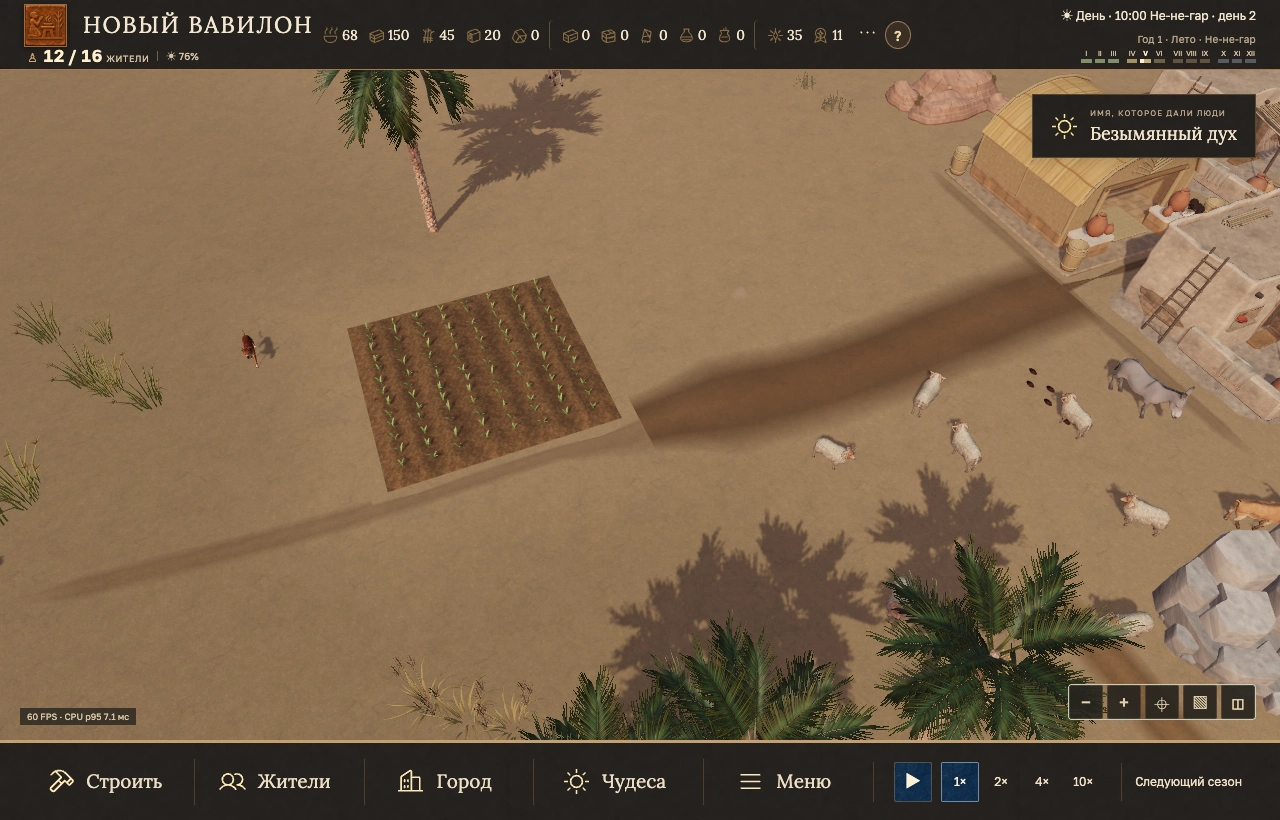 НОВЫЙ ВАВИЛОН
68 150 45 20 0 0 0 0 0 0 35 11 ··· ?
12 / 16 ЖИТЕЛИ 76%
День · 10:00 Не-не-гар · день 2
Год 1 · Лето · Не-не-гар
I II III IV V VI VII VIII IX X XI XII
ИМЯ, КОТОРОЕ ДАЛИ ЛЮДИ
Безымянный дух
60 FPS · CPU p95 7.1 мс
− +
Строить Жители Город Чудеса Меню 1× 2× 4× 10× Следующий сезон